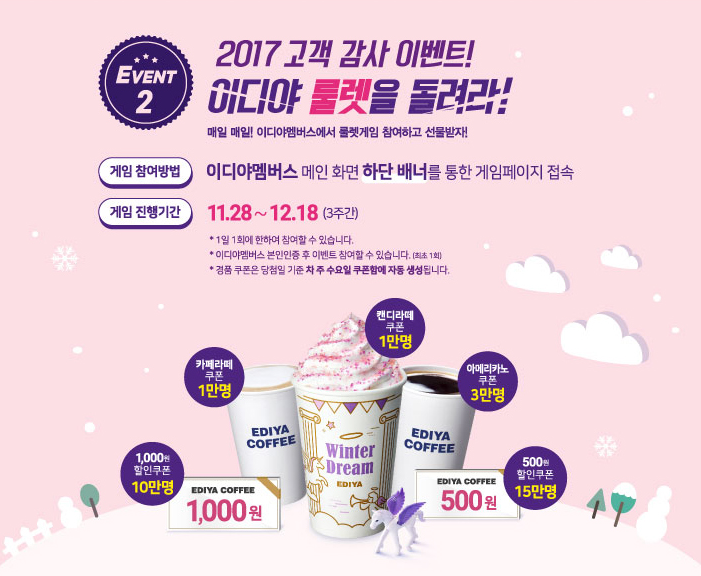 EVENT
2
2017 고객 감사 이벤트!
이디야 룰렛을 돌려라!
매일 매일! 이디야멤버스에서 룰렛게임 참여하고 선물받자!
게임 참여방법
이디야멤버스 메인 화면 하단 배너를 통한 게임페이지 접속
게임 진행기간
11.28 ~ 12.18 (3주간)
* 1일 1회에 한하여 참여할 수 있습니다.
* 이디야멤버스 본인인증 후 이벤트 참여할 수 있습니다. (최초 1회)
* 경품 쿠폰은 당첨일 기준 차 주 수요일 쿠폰함에 자동 생성됩니다.
캔디라떼
쿠폰
1만명
카페라떼
쿠폰
1만명
아메리카노
쿠폰
3만명
EDIYA
COFFEE
Winter
Dream
EDIYA
EDIYA
COFFEE
1,000원
할인쿠폰
10만명
EDIYA COFFEE
1,000 원
EDIYA COFFEE
500 원
500원
할인쿠폰
15만명